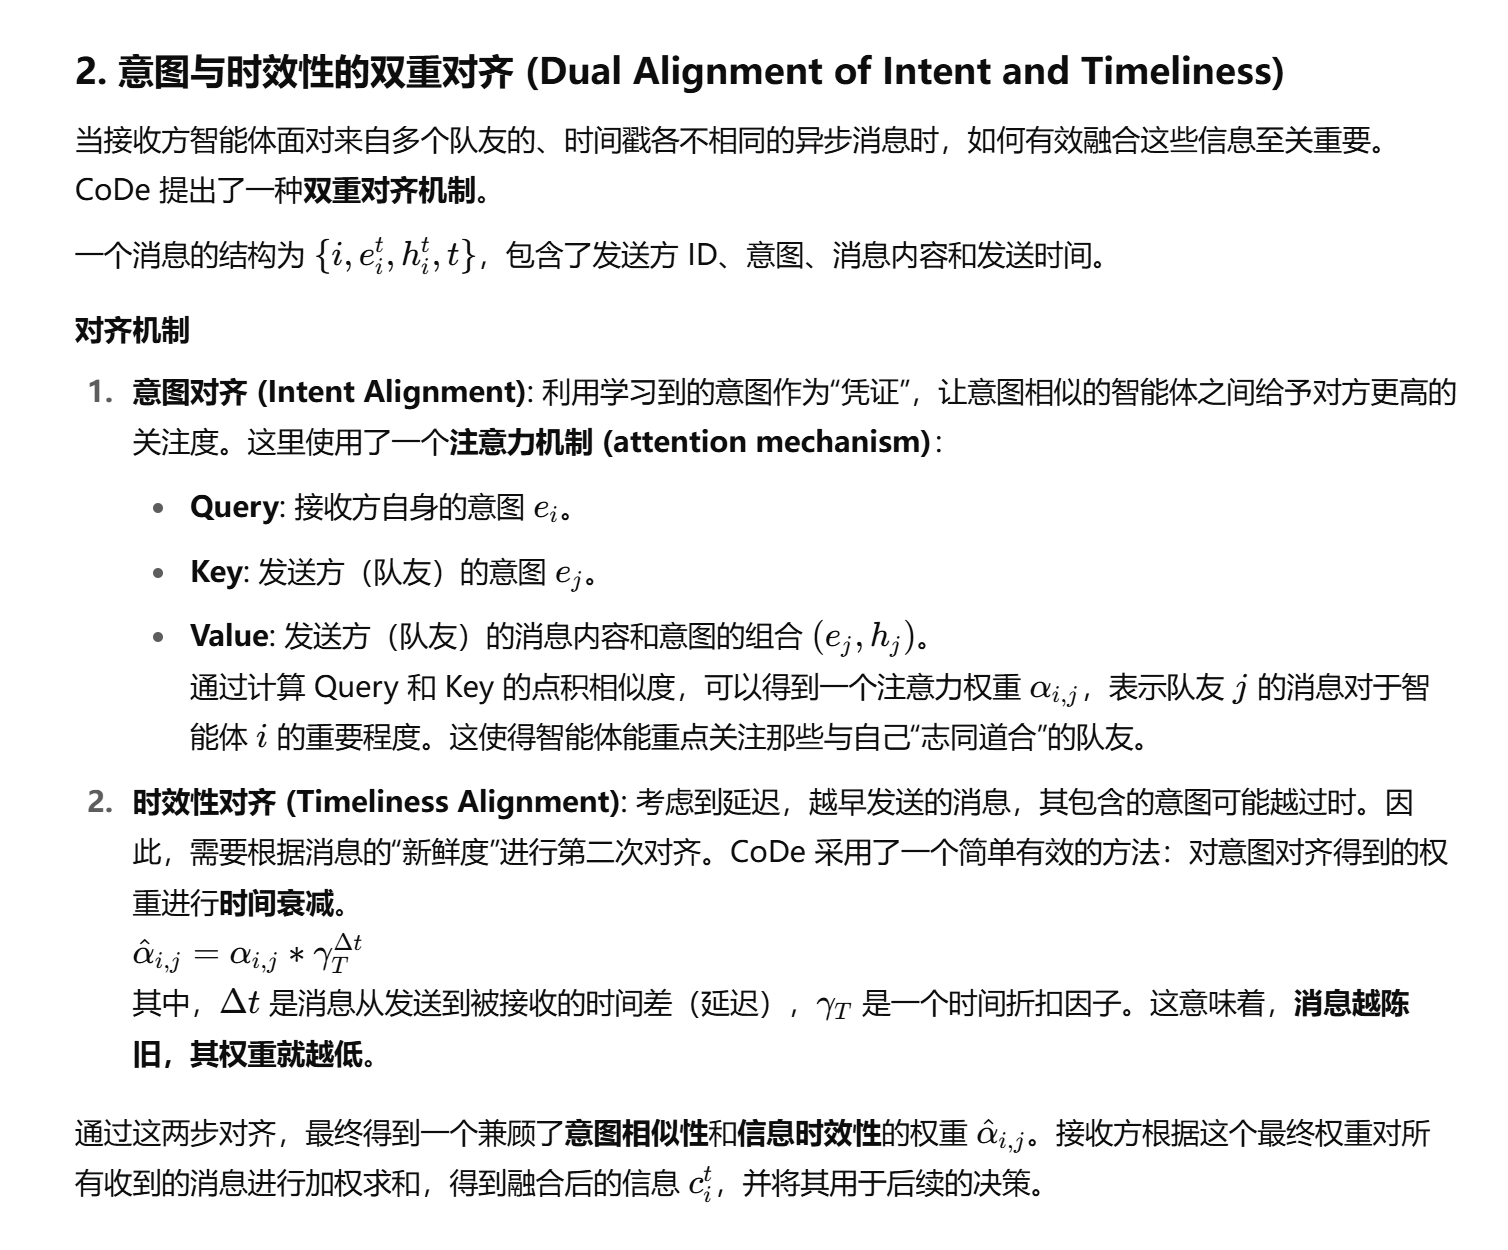 2. 意图与时效性的双重对齐 (Dual Alignment of Intent and Timeliness)
当接收方智能体面对来自多个队友的、时间戳各不相同的异步消息时，如何有效融合这些信息至关重要。
CoDe 提出了一种双重对齐机制。
一个消息的结构为 {i, e_i^t, h_i^t, t}，包含了发送方 ID、意图、消息内容和发送时间。
对齐机制
1. 意图对齐 (Intent Alignment): 利用学习到的意图作为“凭证”，让意图相似的智能体之间给予对方更高的
关注度。这里使用了一个注意力机制 (attention mechanism)：
• Query: 接收方自身的意图 e_i。
• Key: 发送方（队友）的意图 e_j。
• Value: 发送方（队友）的消息内容和意图的组合 (e_j, h_j)。
通过计算 Query 和 Key 的点积相似度，可以得到一个注意力权重 α_{i,j}，表示队友 j 的消息对于智
能体 i 的重要程度。这使得智能体能重点关注那些与自己“志同道合”的队友。
2. 时效性对齐 (Timeliness Alignment): 考虑到延迟，越早发送的消息，其包含的意图可能越过时。因
此，需要根据消息的“新鲜度”进行第二次对齐。CoDe 采用了一个简单有效的方法：对意图对齐得到的权
重进行时间衰减。
α̂_{i,j} = α_{i,j} * γ_T^{Δt}
其中，Δt 是消息从发送到被接收的时间差（延迟），γ_T 是一个时间折扣因子。这意味着，消息越陈
旧，其权重就越低。
通过这两步对齐，最终得到一个兼顾了意图相似性和信息时效性的权重 α̂_{i,j}。接收方根据这个最终权重对所
有收到的消息进行加权求和，得到融合后的信息 c_i^t，并将其用于后续的决策。